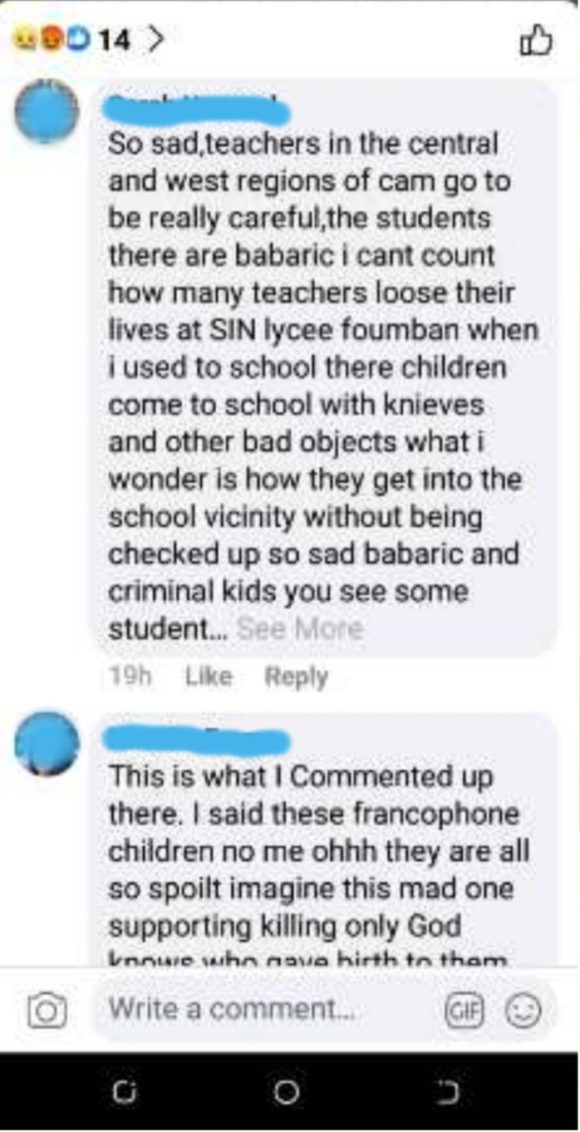 14
So sad,teachers in the central
and west regions of cam go to
be really careful,the students
there are babaric i cant count
how many teachers loose their
lives at SIN lycee foumban when
i used to school there children
come to school with knieves
and other bad objects what i
wonder is how they get into the
school vicinity without being
checked up so sad babaric and
criminal kids you see some
student... See More
19h Like Reply
This is what I Commented up
there. I said these francophone
children no me ohhh they are all
so spoilt imagine this mad one
supporting killing only God
knows who gave birth to them
Write a comment...
GIF